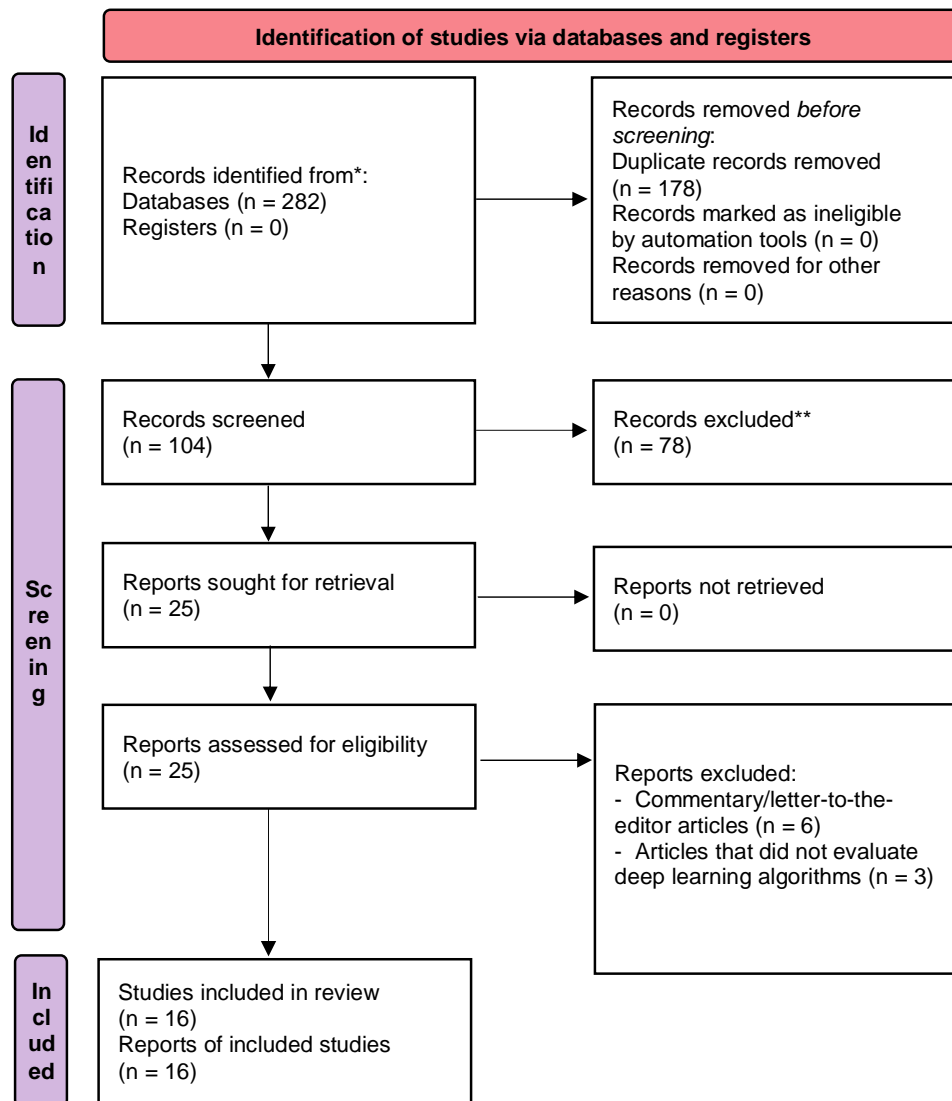 Identification of studies via databases and registers
Id
en
tifi
ca
tio
n
Records identified from*:
Databases (n = 282)
Registers (n = 0)
Records removed before
screening:
Duplicate records removed
(n = 178)
Records marked as ineligible
by automation tools (n = 0)
Records removed for other
reasons (n = 0)
Sc
re
en
in
g
Records screened
(n = 104)
Records excluded**
(n = 78)
Reports sought for retrieval
(n = 25)
Reports not retrieved
(n = 0)
Reports assessed for eligibility
(n = 25)
Reports excluded:
- Commentary/letter-to-the-
editor articles (n = 6)
- Articles that did not evaluate
deep learning algorithms (n = 3)
In
cl
ud
ed
Studies included in review
(n = 16)
Reports of included studies
(n = 16)